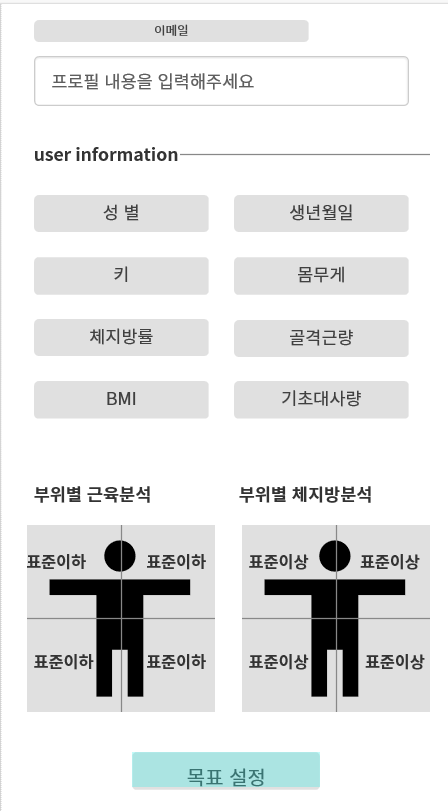 이메일
프로필 내용을 입력해주세요
user information
성 별 생년월일
키 몸무게
체지방률 골격근량
BMI 기초대사량
부위별 근육분석 부위별 체지방분석
표준이하 표준이하 표준이상 표준이상
표준이하 표준이하 표준이상 표준이상
목표 설정